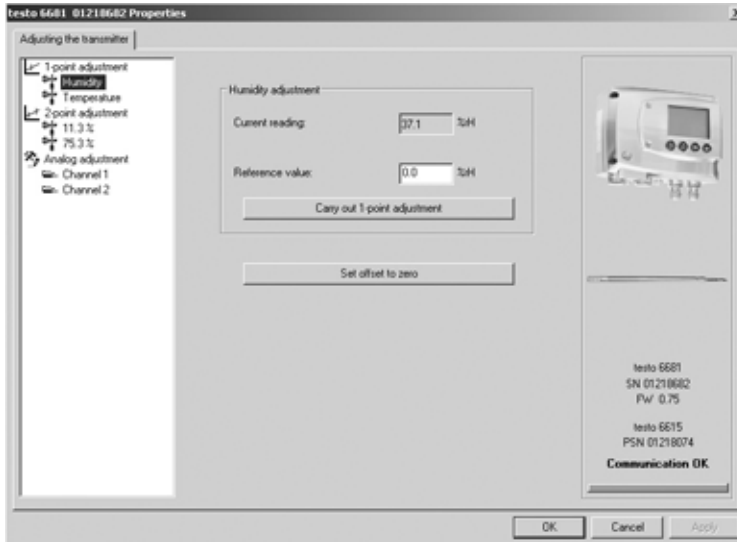 testo 6681 01218682 Properties
Adjusting the transmitter
1-point adjustment
Humidity
Temperature
2-point adjustment
11.3 %
75.3 %
Analog adjustment
Channel 1
Channel 2
Humidity adjustment
Current reading: 37.1 %rH
Reference value: 0.0 %rH
Carry out 1-point adjustment
Set offset to zero
testo 6681
SN 01218682
FW 0.75
testo 6615
PSN 01218074
Communication OK
OK Cancel Apply